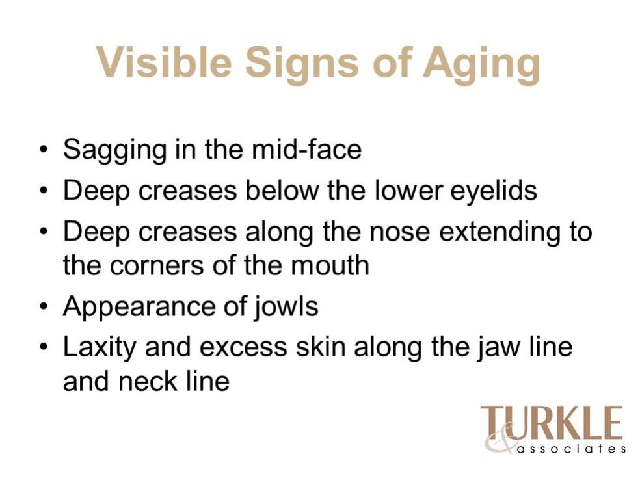 Visible Signs of Aging
• Sagging in the mid-face
• Deep creases below the lower eyelids
• Deep creases along the nose extending to
the corners of the mouth
• Appearance of jowls
• Laxity and excess skin along the jaw line
and neck line
TURKLE
& associates